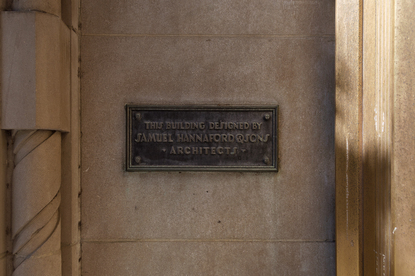 THIS BUILDING DESIGNED BY
SAMUEL HANNAFORD & SONS
· ARCHITECTS ·